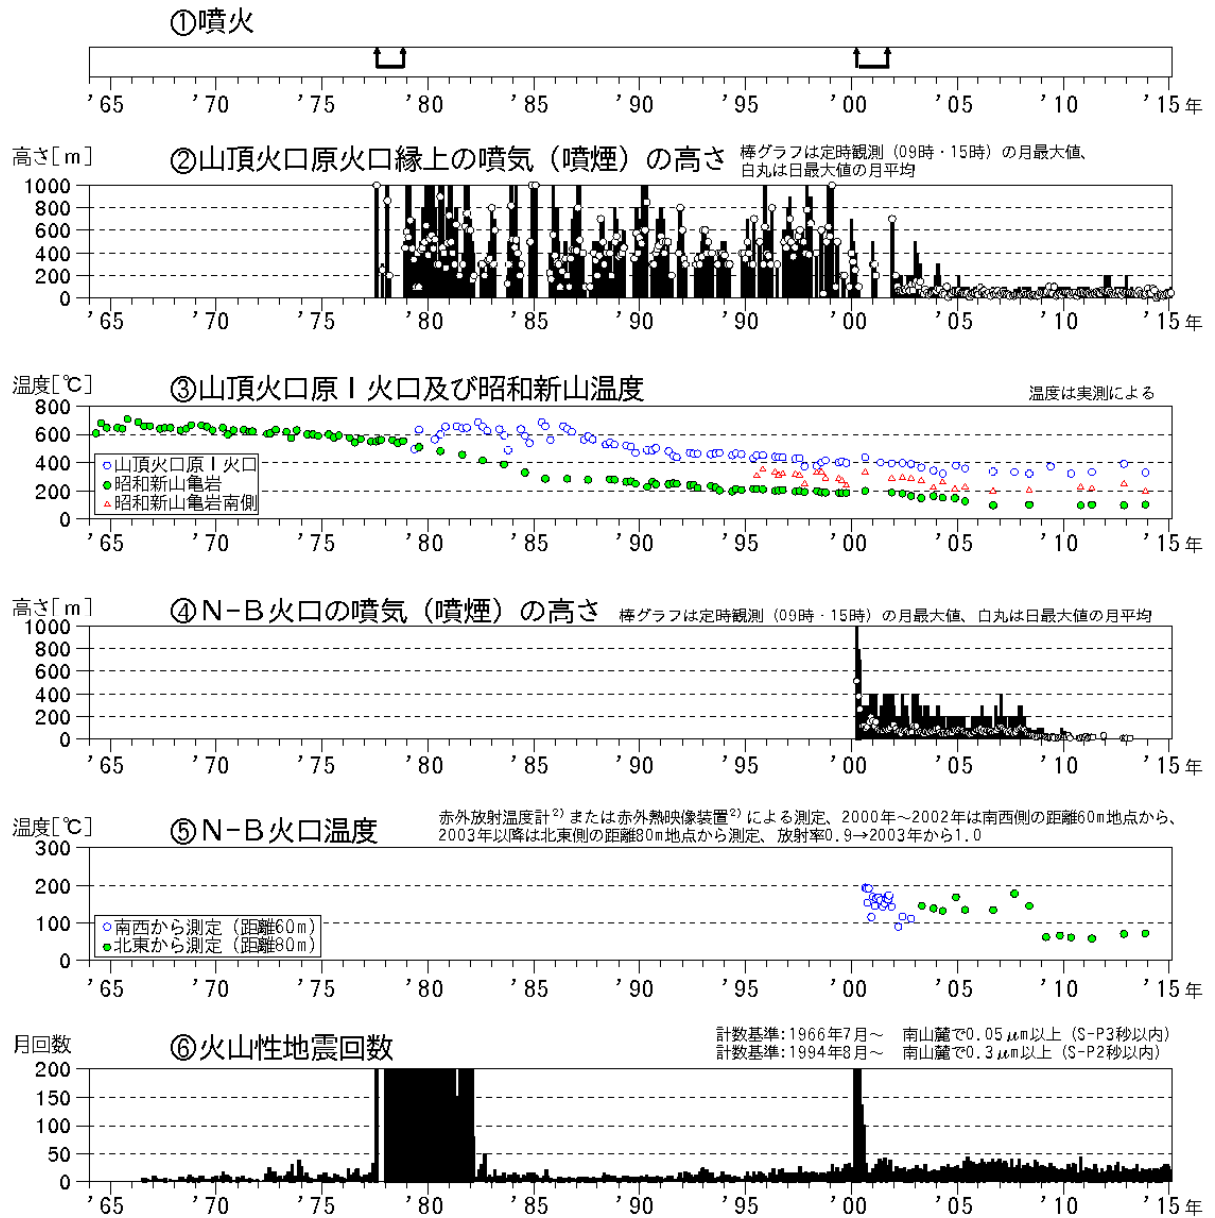 ①噴火
'65 '70 '75 '80 '85 '90 '95 '00 '05 '10 '15 年
高さ[m] ②山頂火口原火口縁上の噴気（噴煙）の高さ 棒グラフは定時観測（09時・15時）の月最大値、
白丸は日最大値の月平均
1000
800
600
400
200
0
'65 '70 '75 '80 '85 '90 '95 '00 '05 '10 '15 年
温度[℃] ③山頂火口原Ｉ火口及び昭和新山温度 温度は実測による
800
600
400
200
0
山頂火口原Ｉ火口
昭和新山亀岩
昭和新山亀岩南側
'65 '70 '75 '80 '85 '90 '95 '00 '05 '10 '15 年
高さ[m] ④N-B火口の噴気（噴煙）の高さ 棒グラフは定時観測（09時・15時）の月最大値、白丸は日最大値の月平均
1000
800
600
400
200
0
'65 '70 '75 '80 '85 '90 '95 '00 '05 '10 '15 年
温度[℃] ⑤N-B火口温度 赤外放射温度計²⁾または赤外熱映像装置²⁾による測定、2000年～2002年は南西側の距離60m地点から、
2003年以降は北東側の距離80m地点から測定、放射率0.9→2003年から1.0
300
200
100
0
南西から測定（距離60m）
北東から測定（距離80m）
'65 '70 '75 '80 '85 '90 '95 '00 '05 '10 '15 年
月回数 ⑥火山性地震回数 計数基準:1966年7月～ 南山麓で0.05μm以上（S-P3秒以内）
計数基準:1994年8月～ 南山麓で0.3μm以上（S-P2秒以内）
200
150
100
50
0
'65 '70 '75 '80 '85 '90 '95 '00 '05 '10 '15 年